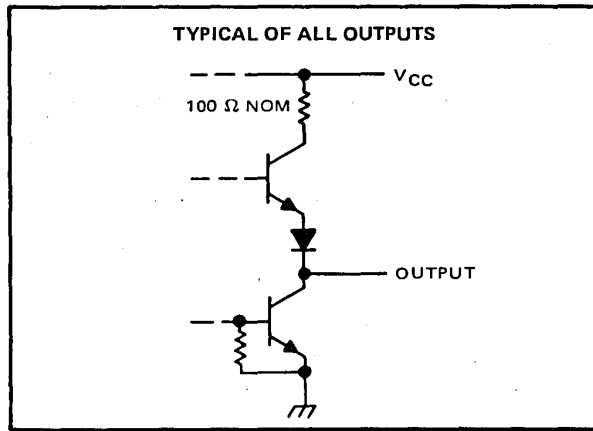 TYPICAL OF ALL OUTPUTS
VCC
100 Ω NOM
OUTPUT